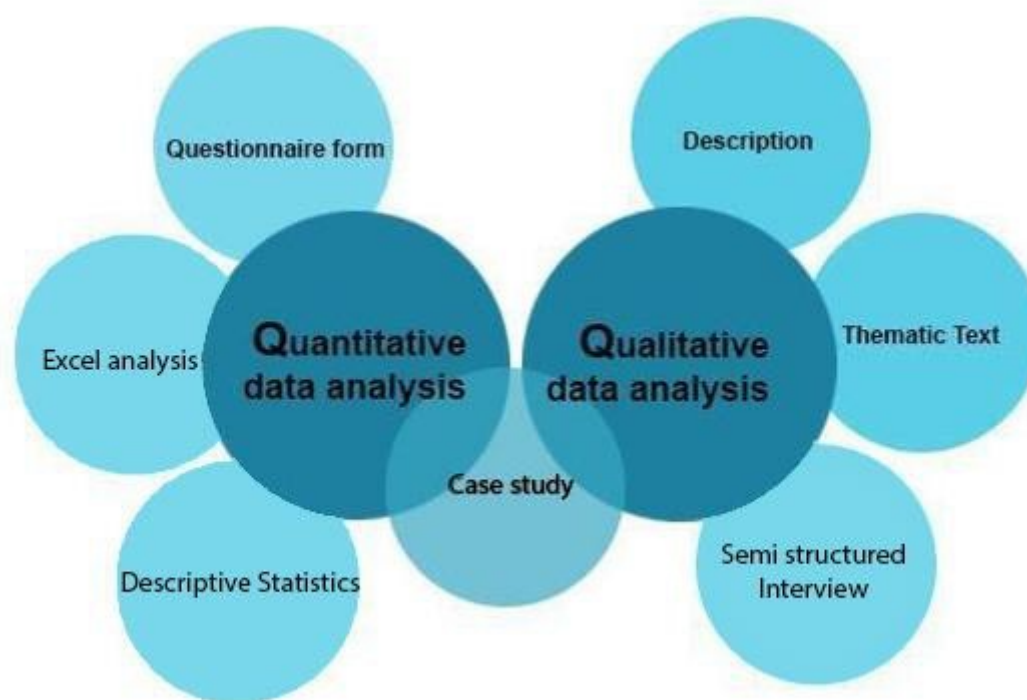 Questionnaire form
Description
Excel analysis
Quantitative
data analysis
Qualitative
data analysis
Thematic Text
Case study
Descriptive Statistics
Semi structured
Interview